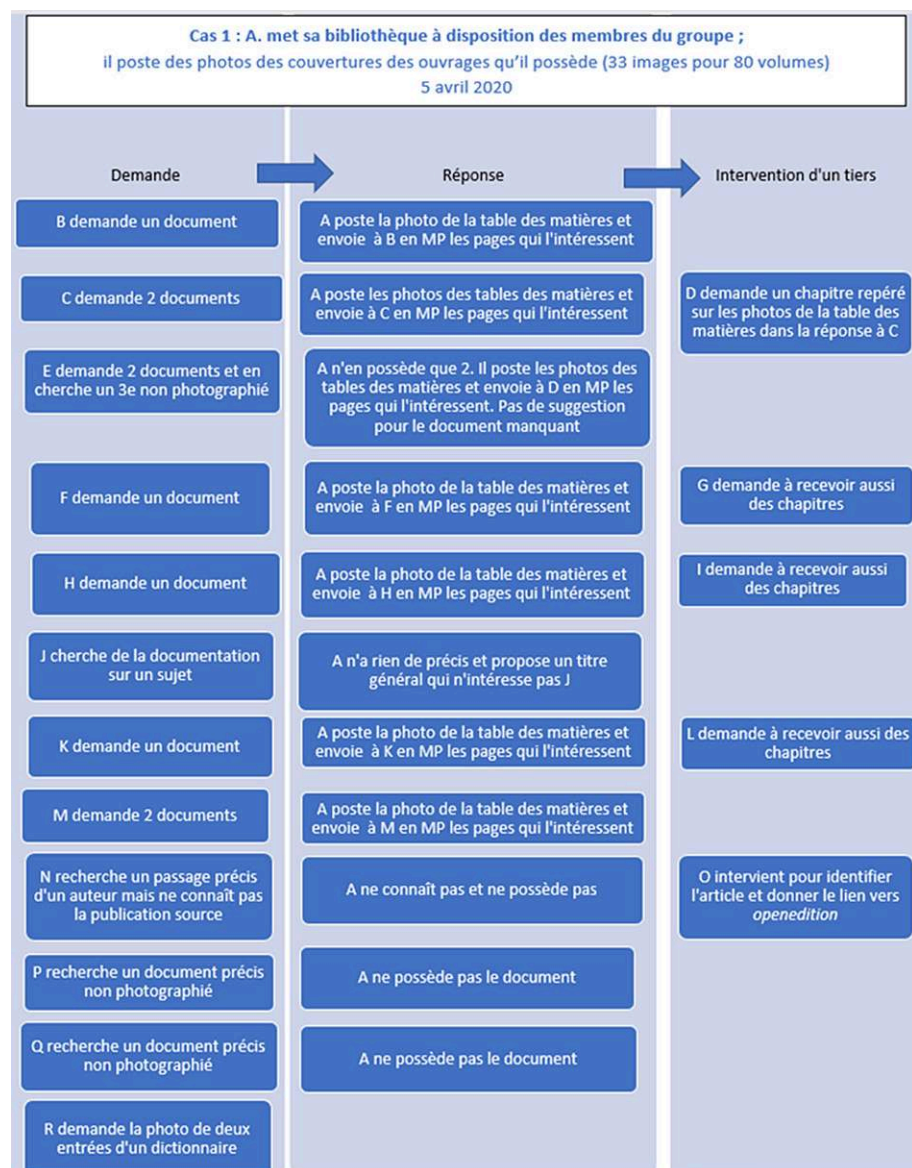 Cas 1 : A. met sa bibliothèque à disposition des membres du groupe ;
il poste des photos des couvertures des ouvrages qu'il possède (33 images pour 80 volumes)
5 avril 2020
Demande
Réponse
Intervention d'un tiers
B demande un document
A poste la photo de la table des matières et
envoie à B en MP les pages qui l'intéressent
C demande 2 documents
A poste les photos des tables des matières et
envoie à C en MP les pages qui l'intéressent
D demande un chapitre repéré
sur les photos de la table des
matières dans la réponse à C
E demande 2 documents et en
cherche un 3e non photographié
A n'en possède que 2. Il poste les photos des
tables des matières et envoie à D en MP les
pages qui l'intéressent. Pas de suggestion
pour le document manquant
F demande un document
A poste la photo de la table des matières et
envoie à F en MP les pages qui l'intéressent
G demande à recevoir aussi
des chapitres
H demande un document
A poste la photo de la table des matières et
envoie à H en MP les pages qui l'intéressent
I demande à recevoir aussi
des chapitres
J cherche de la documentation
sur un sujet
A n'a rien de précis et propose un titre
général qui n'intéresse pas J
K demande un document
A poste la photo de la table des matières et
envoie à K en MP les pages qui l'intéressent
L demande à recevoir aussi des
chapitres
M demande 2 documents
A poste la photo de la table des matières et
envoie à M en MP les pages qui l'intéressent
N recherche un passage précis
d'un auteur mais ne connaît pas
la publication source
A ne connaît pas et ne possède pas
O intervient pour identifier
l'article et donner le lien vers
openedition
P recherche un document précis
non photographié
A ne possède pas le document
Q recherche un document précis
non photographié
A ne possède pas le document
R demande la photo de deux
entrées d'un dictionnaire